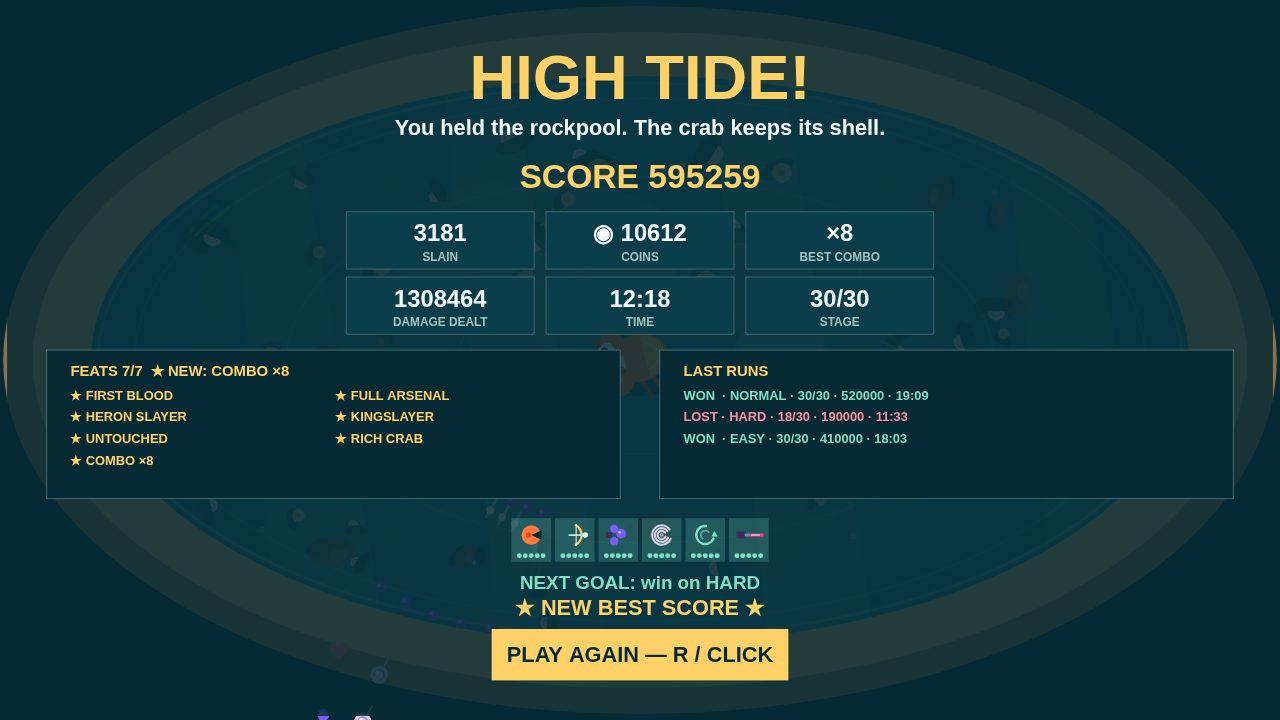 HIGH TIDE!
You held the rockpool. The crab keeps its shell.
SCORE 595259
3181
SLAIN
◉ 10612
COINS
×8
BEST COMBO
1308464
DAMAGE DEALT
12:18
TIME
30/30
STAGE
FEATS 7/7 ★ NEW: COMBO ×8
★ FIRST BLOOD
★ FULL ARSENAL
★ HERON SLAYER
★ KINGSLAYER
★ UNTOUCHED
★ RICH CRAB
★ COMBO ×8
LAST RUNS
WON · NORMAL · 30/30 · 520000 · 19:09
LOST · HARD · 18/30 · 190000 · 11:33
WON · EASY · 30/30 · 410000 · 18:03
NEXT GOAL: win on HARD
★ NEW BEST SCORE ★
PLAY AGAIN — R / CLICK